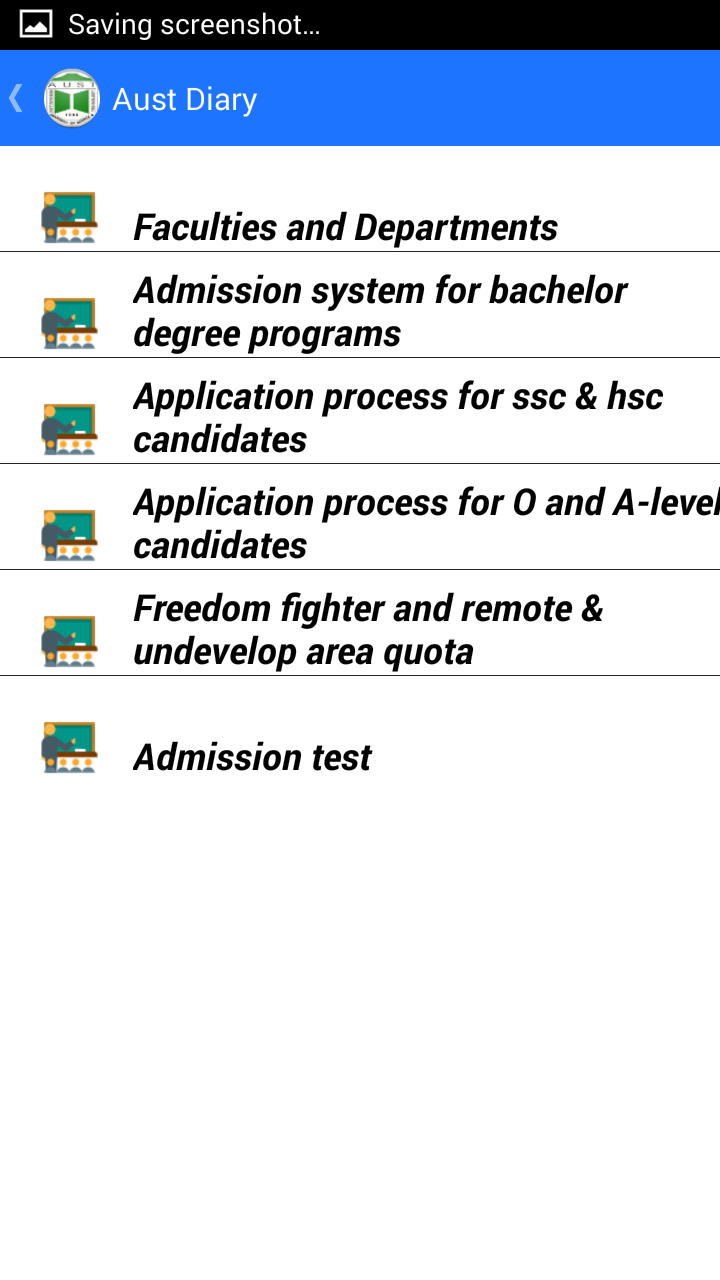 Saving screenshot...
Aust Diary
Faculties and Departments
Admission system for bachelor
degree programs
Application process for ssc & hsc
candidates
Application process for O and A-level
candidates
Freedom fighter and remote &
undevelop area quota
Admission test